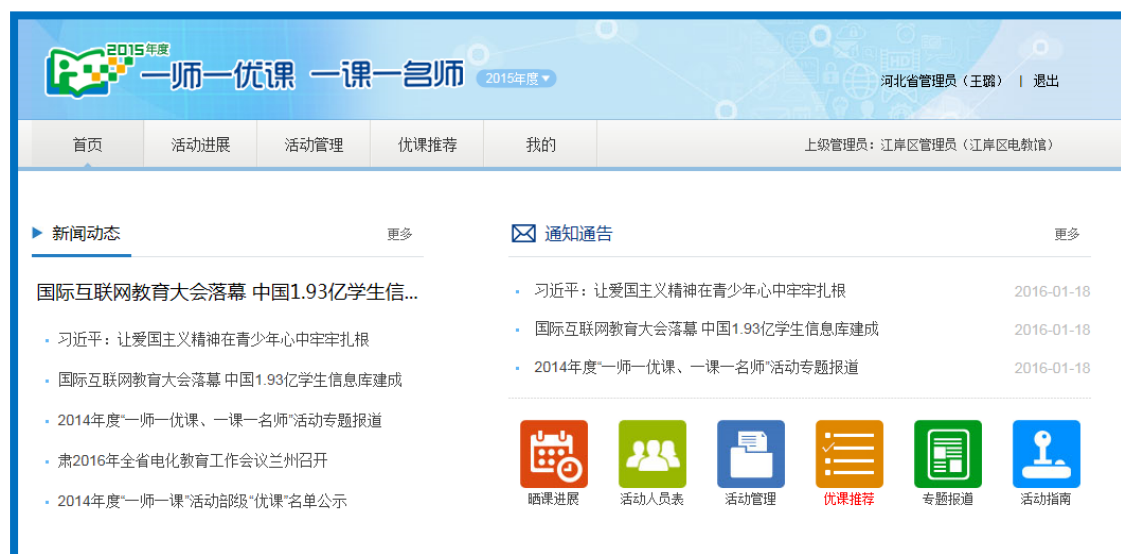 2015年度
一师一优课 一课一名师
2015年度
河北省管理员（王璐） | 退出
首页 活动进展 活动管理 优课推荐 我的
上级管理员：江岸区管理员（江岸区电教馆）
新闻动态 更多
国际互联网教育大会落幕 中国1.93亿学生信...
习近平：让爱国主义精神在青少年心中牢牢扎根
国际互联网教育大会落幕 中国1.93亿学生信息库建成
2014年度“一师一优课、一课一名师”活动专题报道
肃2016年全省电化教育工作会议兰州召开
2014年度“一师一课”活动部级“优课”名单公示
通知通告 更多
习近平：让爱国主义精神在青少年心中牢牢扎根 2016-01-18
国际互联网教育大会落幕 中国1.93亿学生信息库建成 2016-01-18
2014年度“一师一优课、一课一名师”活动专题报道 2016-01-18
晒课进展 活动人员表 活动管理 优课推荐 专题报道 活动指南